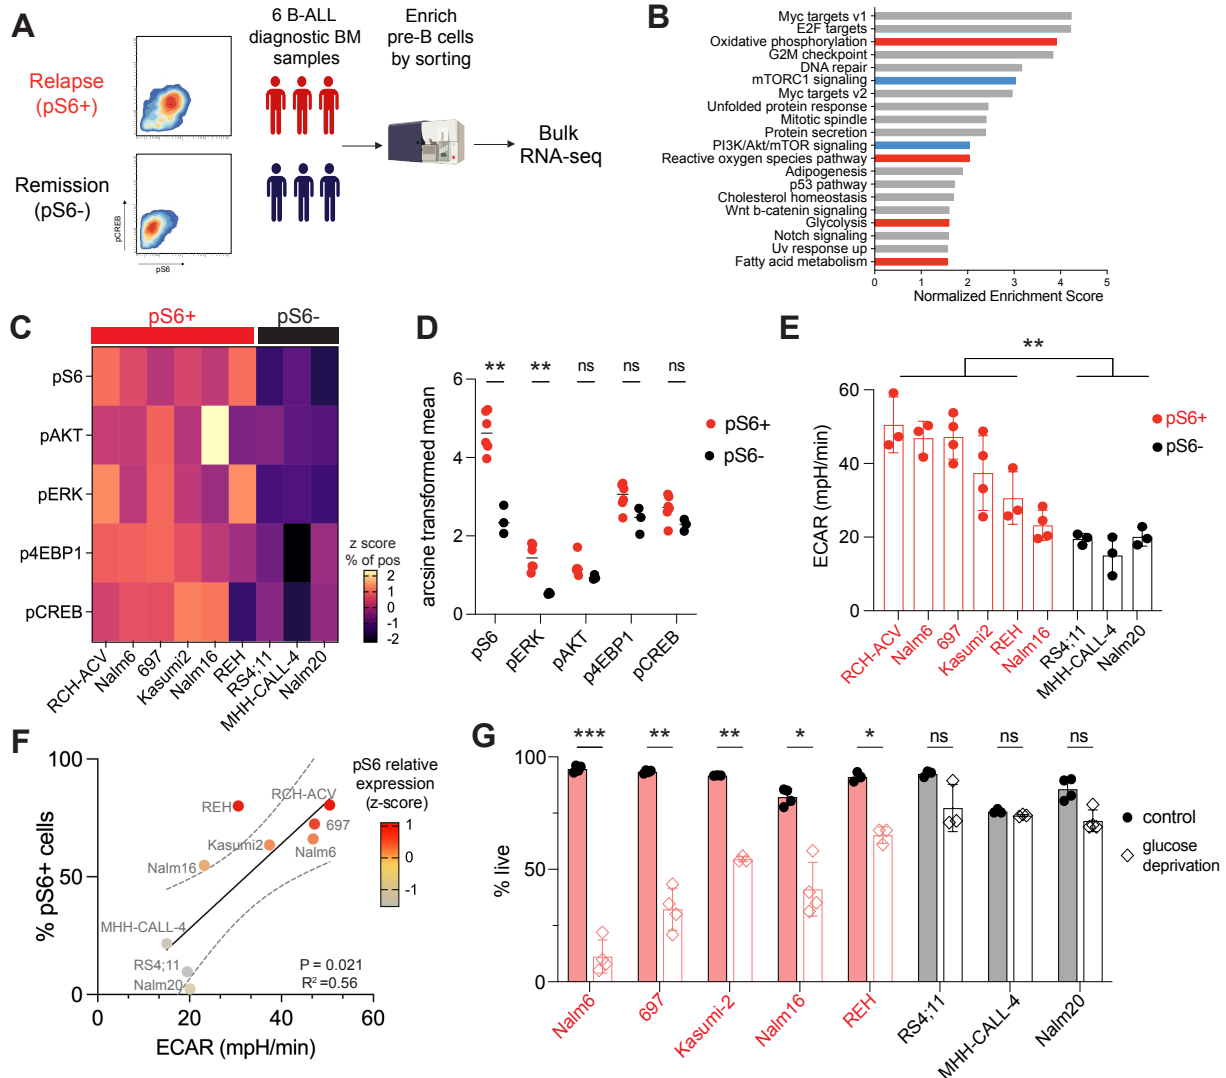 A
6 B-ALL
diagnostic BM
samples
Enrich
pre-B cells
by sorting
Relapse
(pS6+)
Remission
(pS6-)
pCREB
pS6
Bulk
RNA-seq
B
Myc targets v1
E2F targets
Oxidative phosphorylation
G2M checkpoint
DNA repair
mTORC1 signaling
Myc targets v2
Unfolded protein response
Mitotic spindle
Protein secretion
PI3K/Akt/mTOR signaling
Reactive oxygen species pathway
Adipogenesis
p53 pathway
Cholesterol homeostasis
Wnt b-catenin signaling
Glycolysis
Notch signaling
Uv response up
Fatty acid metabolism
0 1 2 3 4 5
Normalized Enrichment Score
C
pS6+ pS6-
pS6
pAKT
pERK
p4EBP1
pCREB
RCH-ACV
Nalm6
697
Kasumi2
Nalm16
REH
RS4;11
MHH-CALL-4
Nalm20
z score
% of pos
2
1
0
-1
-2
D
** ** ns ns ns
6
4
2
0
arcsine transformed mean
pS6
pERK
pAKT
p4EBP1
pCREB
pS6+
pS6-
E
**
60
40
20
0
ECAR (mpH/min)
RCH-ACV
Nalm6
697
Kasumi2
REH
Nalm16
RS4;11
MHH-CALL-4
Nalm20
pS6+
pS6-
F
100
50
0
% pS6+ cells
REH
RCH-ACV
697
Nalm6
Kasumi2
Nalm16
MHH-CALL-4
RS4;11
Nalm20
P = 0.021
R² =0.56
0 20 40 60
ECAR (mpH/min)
pS6 relative
expression
(z-score)
1
0
-1
G
*** ** ** * * ns ns ns
100
50
0
% live
Nalm6
697
Kasumi-2
Nalm16
REH
RS4;11
MHH-CALL-4
Nalm20
control
glucose
deprivation